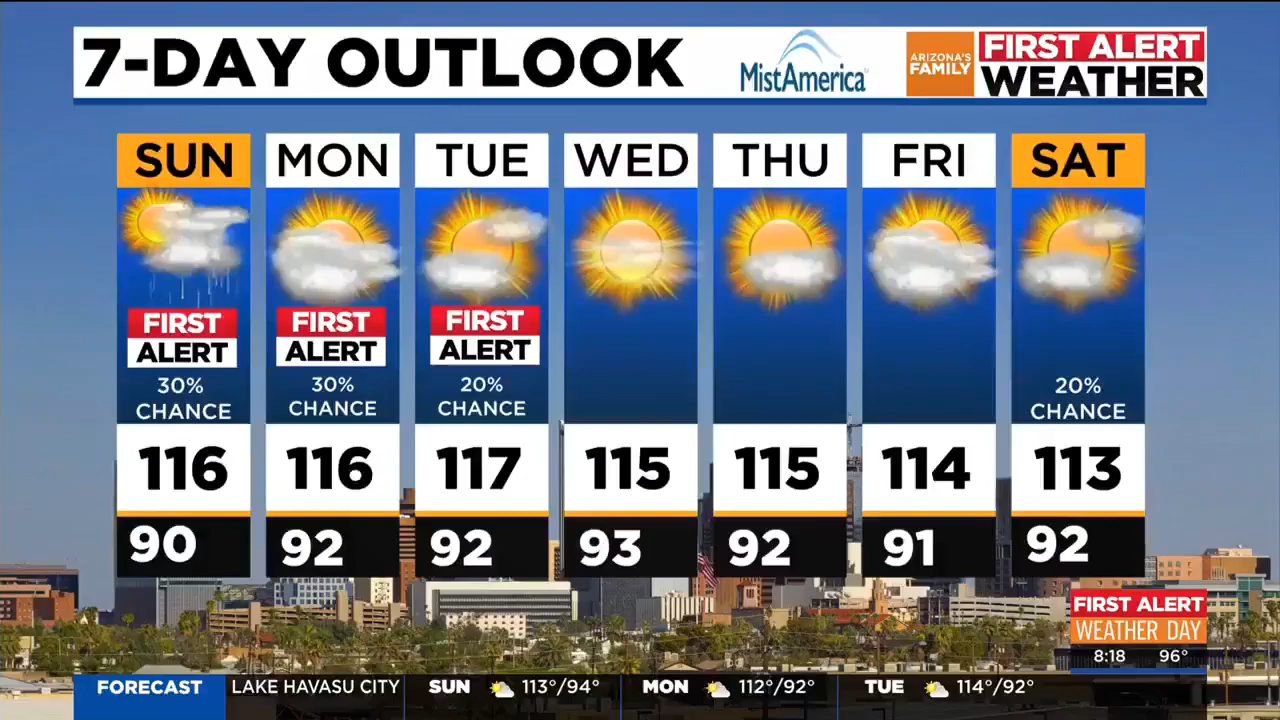 7-DAY OUTLOOK
MistAmerica
ARIZONA'S
FAMILY
FIRST ALERT
WEATHER
SUN MON TUE WED THU FRI SAT
FIRST FIRST FIRST
ALERT ALERT ALERT
30% 30% 20% 20%
CHANCE CHANCE CHANCE CHANCE
116 116 117 115 115 114 113
90 92 92 93 92 91 92
FIRST ALERT
WEATHER DAY
8:18 96°
FORECAST LAKE HAVASU CITY SUN 113°/94° MON 112°/92° TUE 114°/92°